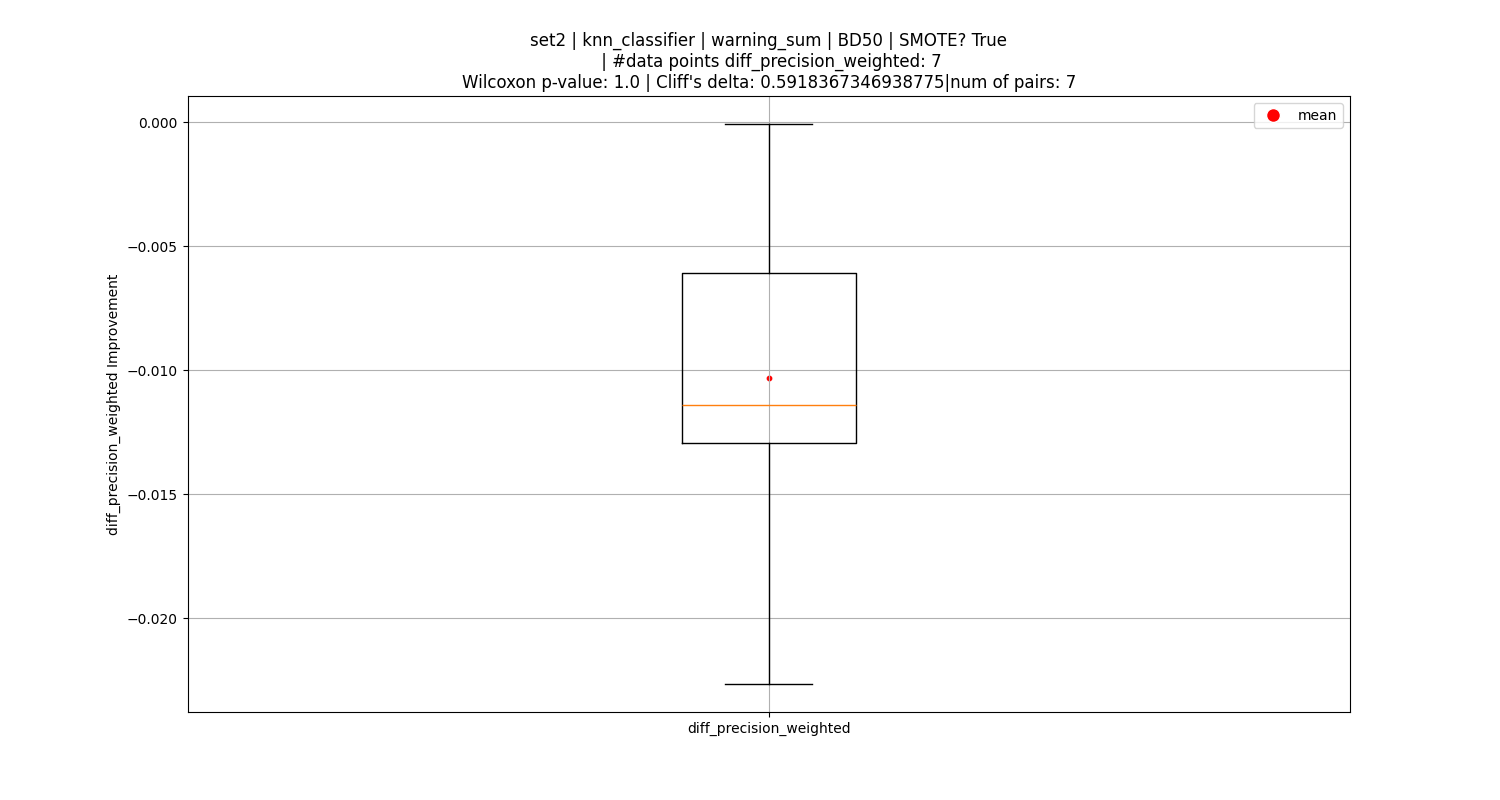 set2 | knn_classifier | warning_sum | BD50 | SMOTE? True
| #data points diff_precision_weighted: 7
Wilcoxon p-value: 1.0 | Cliff's delta: 0.5918367346938775|num of pairs: 7
mean
0.000
−0.005
−0.010
−0.015
−0.020
diff_precision_weighted Improvement
diff_precision_weighted